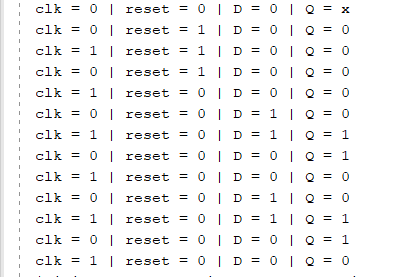 clk = 0 | reset = 0 | D = 0 | Q = x
clk = 0 | reset = 1 | D = 0 | Q = 0
clk = 1 | reset = 1 | D = 0 | Q = 0
clk = 0 | reset = 1 | D = 0 | Q = 0
clk = 1 | reset = 0 | D = 0 | Q = 0
clk = 0 | reset = 0 | D = 1 | Q = 0
clk = 1 | reset = 0 | D = 1 | Q = 1
clk = 0 | reset = 0 | D = 0 | Q = 1
clk = 1 | reset = 0 | D = 0 | Q = 0
clk = 0 | reset = 0 | D = 1 | Q = 0
clk = 1 | reset = 0 | D = 1 | Q = 1
clk = 0 | reset = 0 | D = 0 | Q = 1
clk = 1 | reset = 0 | D = 0 | Q = 0